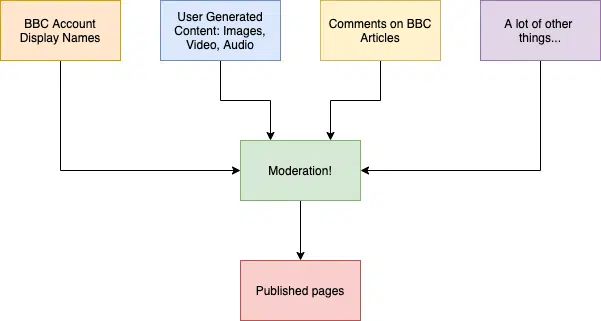 BBC Account
Display Names
User Generated
Content: Images,
Video, Audio
Comments on BBC
Articles
A lot of other
things...
Moderation!
Published pages